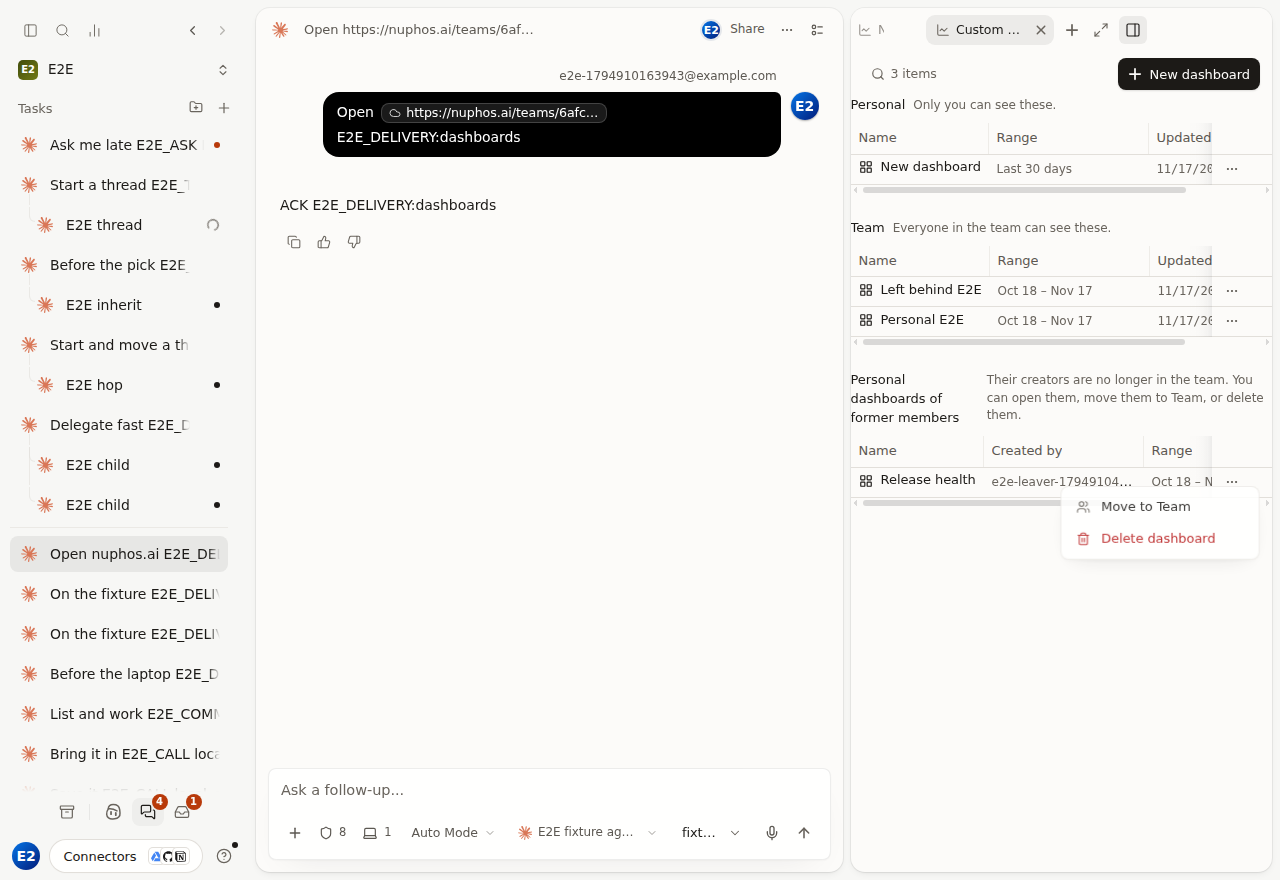 E2 E2E
Tasks
Ask me late E2E_ASK
Start a thread E2E_
E2E thread
Before the pick E2E_
E2E inherit
Start and move a th
E2E hop
Delegate fast E2E_D
E2E child
E2E child
Open nuphos.ai E2E_DE
On the fixture E2E_DELIV
On the fixture E2E_DELIV
Before the laptop E2E_D
List and work E2E_COMM
Bring it in E2E_CALL loca
4 1
E2 Connectors
Open https://nuphos.ai/teams/6af...
E2 Share
e2e-1794910163943@example.com
Open https://nuphos.ai/teams/6afc...
E2E_DELIVERY:dashboards
E2
ACK E2E_DELIVERY:dashboards
Ask a follow-up...
8 1 Auto Mode E2E fixture ag... fixt...
Custom ...
3 items
New dashboard
Personal Only you can see these.
Name Range Updated
New dashboard Last 30 days 11/17/20
Team Everyone in the team can see these.
Name Range Updated
Left behind E2E Oct 18 – Nov 17 11/17/20
Personal E2E Oct 18 – Nov 17 11/17/20
Personal dashboards of former members
Their creators are no longer in the team. You
can open them, move them to Team, or delete
them.
Name Created by Range
Release health e2e-leaver-17949104... Oct 18 – N
Move to Team
Delete dashboard